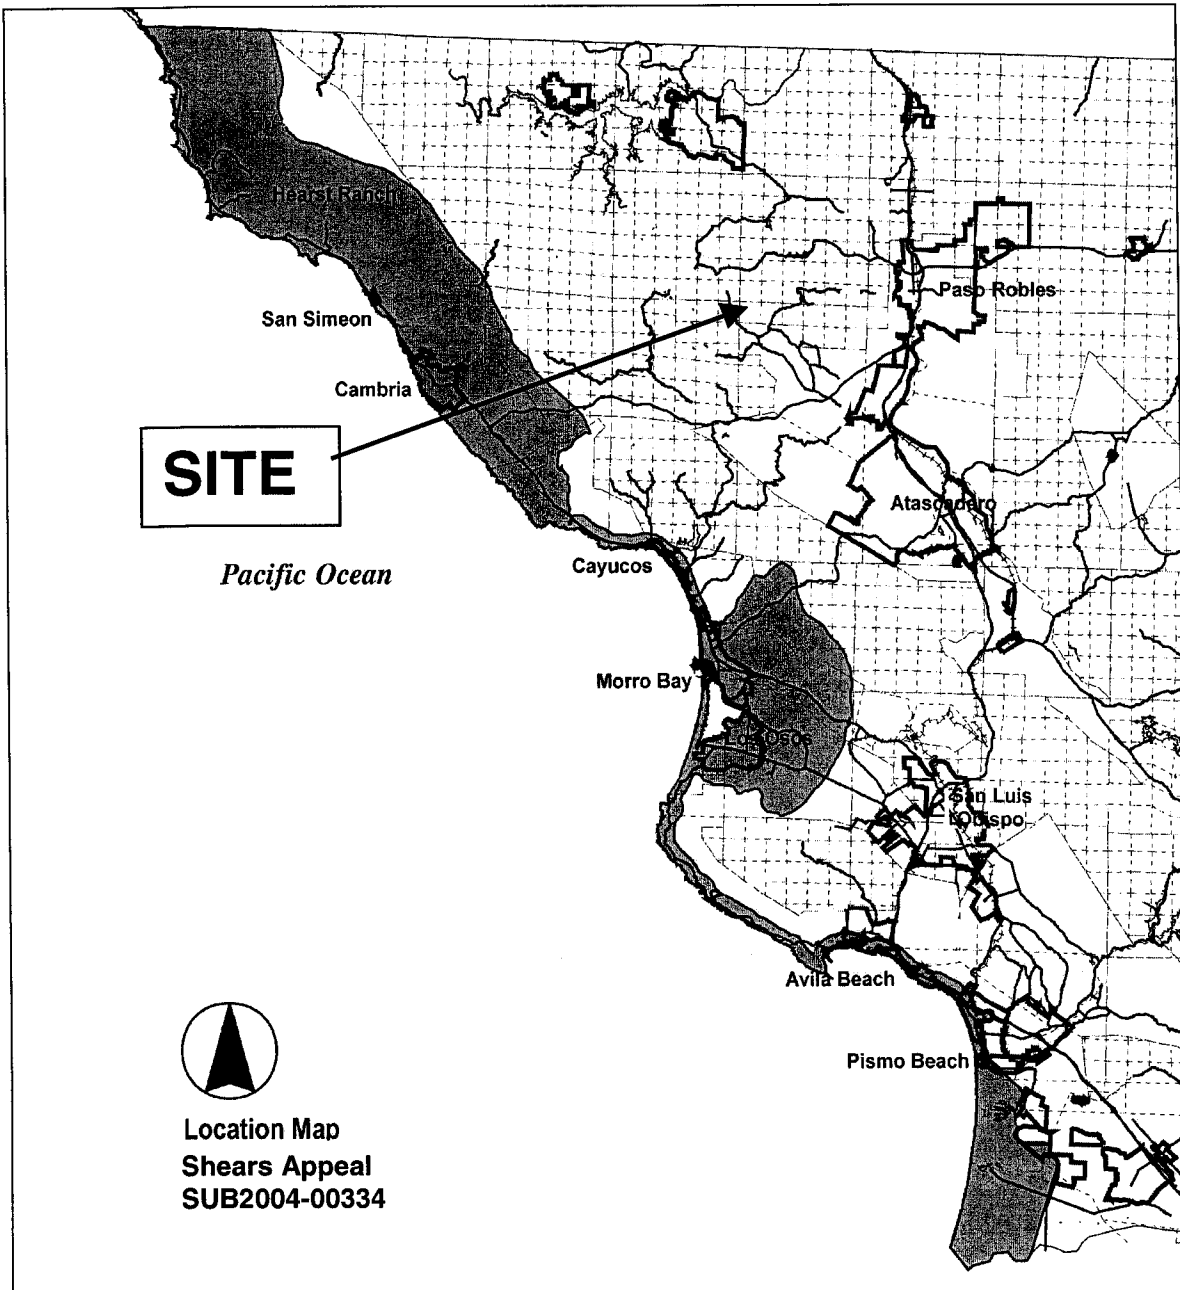 Hearst Ranch
Paso Robles
San Simeon
Cambria
SITE
Atascadero
Pacific Ocean
Cayucos
Morro Bay
Los Osos
San Luis
Obispo
Avila Beach
Pismo Beach
Location Map
Shears Appeal
SUB2004-00334